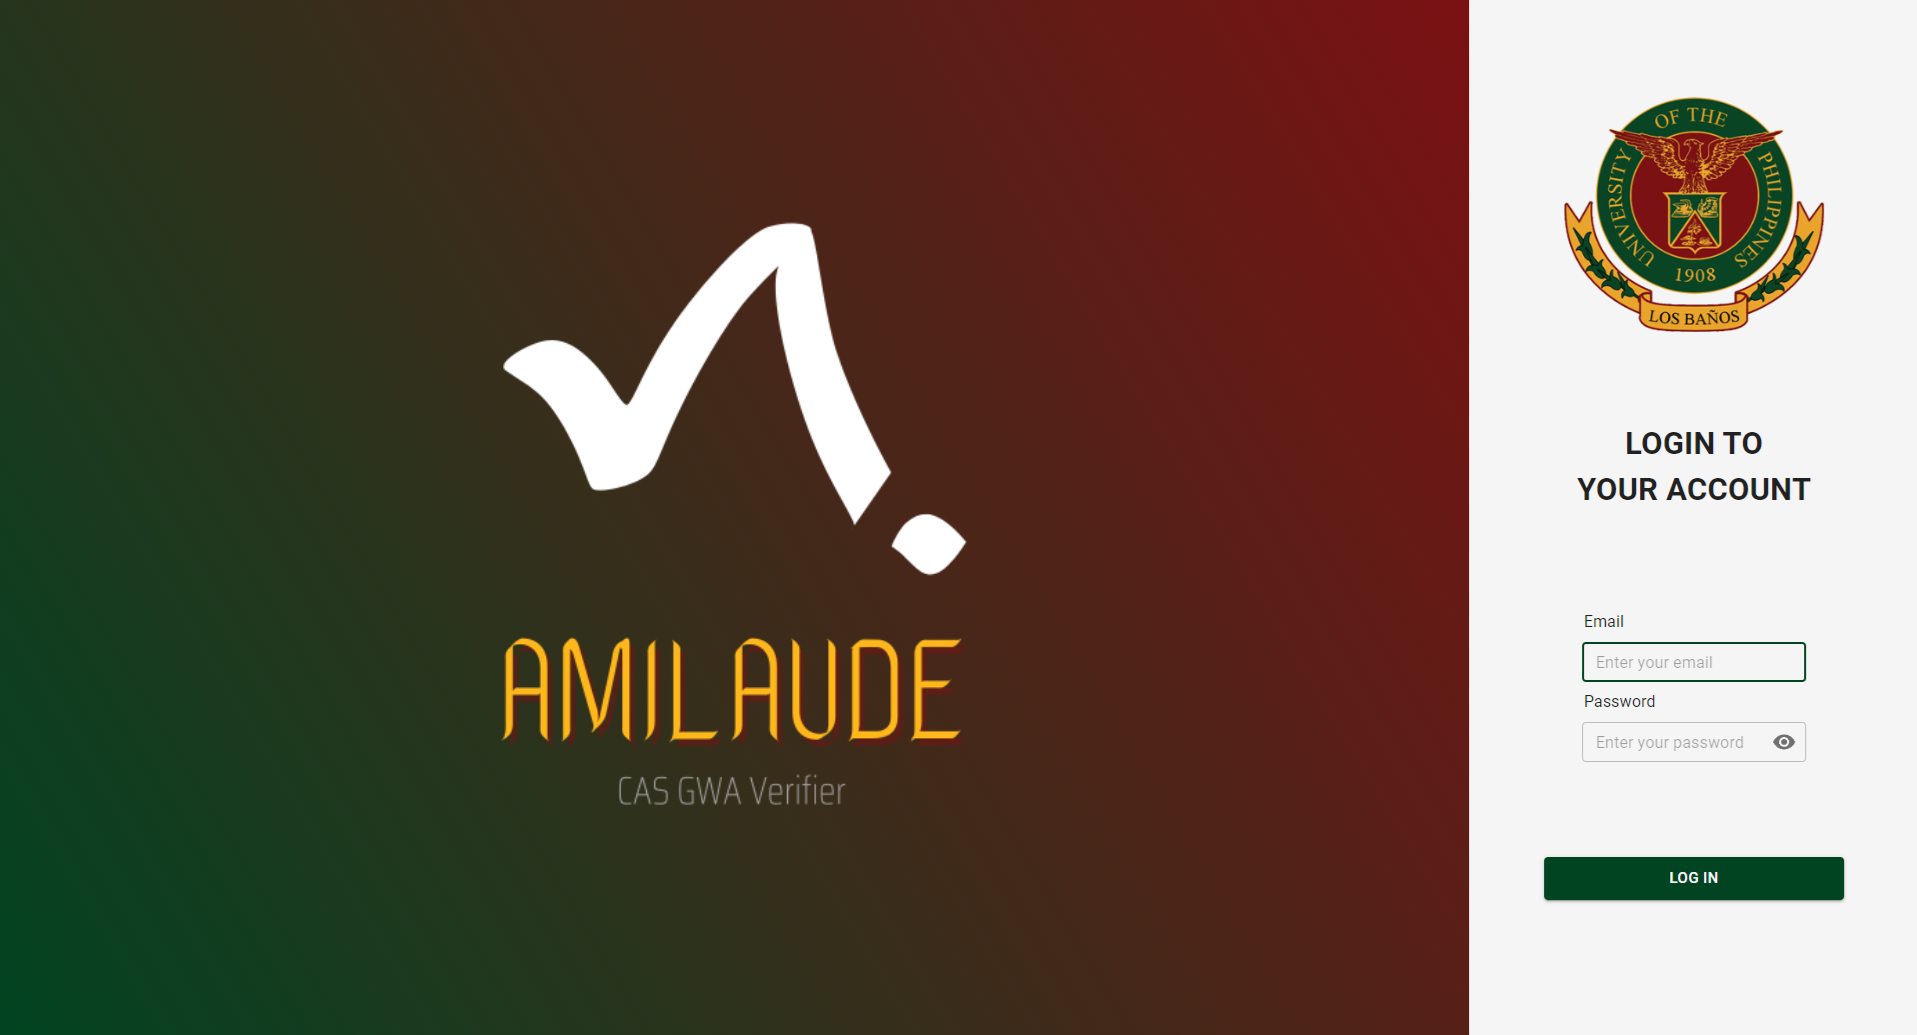 AMILAUDE
CAS GWA Verifier
UNIVERSITY OF THE PHILIPPINES
1908
LOS BAÑOS
LOGIN TO
YOUR ACCOUNT
Email
Enter your email
Password
Enter your password
LOG IN